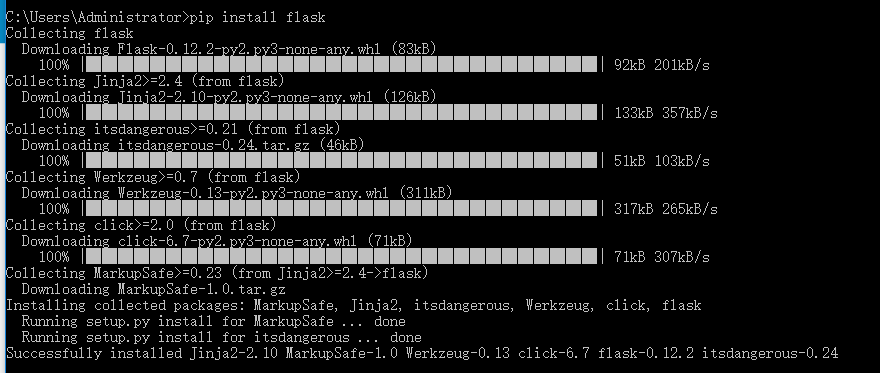 C:\Users\Administrator>pip install flask
Collecting flask
  Downloading Flask-0.12.2-py2.py3-none-any.whl (83kB)
    100% |████████████████████████████████| 92kB 201kB/s
Collecting Jinja2>=2.4 (from flask)
  Downloading Jinja2-2.10-py2.py3-none-any.whl (126kB)
    100% |████████████████████████████████| 133kB 357kB/s
Collecting itsdangerous>=0.21 (from flask)
  Downloading itsdangerous-0.24.tar.gz (46kB)
    100% |████████████████████████████████| 51kB 103kB/s
Collecting Werkzeug>=0.7 (from flask)
  Downloading Werkzeug-0.13-py2.py3-none-any.whl (311kB)
    100% |████████████████████████████████| 317kB 265kB/s
Collecting click>=2.0 (from flask)
  Downloading click-6.7-py2.py3-none-any.whl (71kB)
    100% |████████████████████████████████| 71kB 307kB/s
Collecting MarkupSafe>=0.23 (from Jinja2>=2.4->flask)
  Downloading MarkupSafe-1.0.tar.gz
Installing collected packages: MarkupSafe, Jinja2, itsdangerous, Werkzeug, click, flask
  Running setup.py install for MarkupSafe ... done
  Running setup.py install for itsdangerous ... done
Successfully installed Jinja2-2.10 MarkupSafe-1.0 Werkzeug-0.13 click-6.7 flask-0.12.2 itsdangerous-0.24